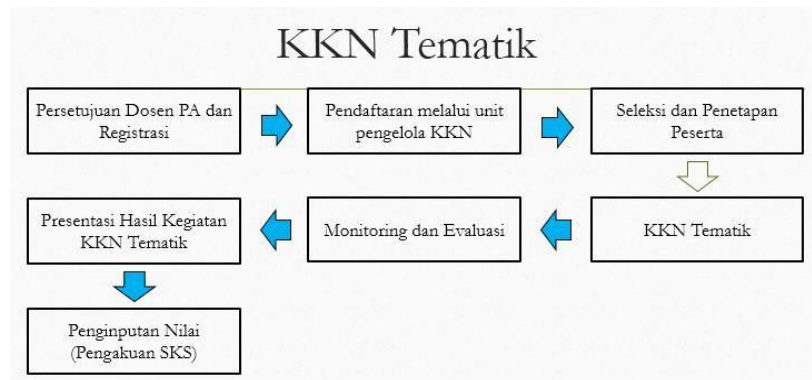 KKN Tematik
Persetujuan Dosen PA dan
Registrasi
Pendaftaran melalui unit
pengelola KKN
Seleksi dan Penetapan
Peserta
KKN Tematik
Monitoring dan Evaluasi
Presentasi Hasil Kegiatan
KKN Tematik
Penginputan Nilai
(Pengakuan SKS)